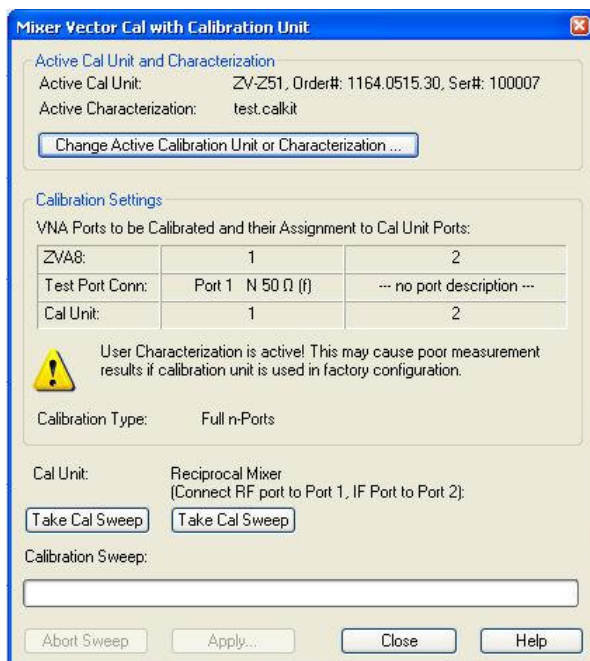 Mixer Vector Cal with Calibration Unit
Active Cal Unit and Characterization
Active Cal Unit: ZV-Z51, Order#: 1164.0515.30, Ser#: 100007
Active Characterization: test.calkit
Change Active Calibration Unit or Characterization ...
Calibration Settings
VNA Ports to be Calibrated and their Assignment to Cal Unit Ports:
ZVA8: 1 2
Test Port Conn: Port 1 N 50 Ω (f) --- no port description ---
Cal Unit: 1 2
User Characterization is active! This may cause poor measurement
results if calibration unit is used in factory configuration.
Calibration Type: Full n-Ports
Cal Unit: Reciprocal Mixer
(Connect RF port to Port 1, IF Port to Port 2):
Take Cal Sweep Take Cal Sweep
Calibration Sweep:
Abort Sweep Apply... Close Help